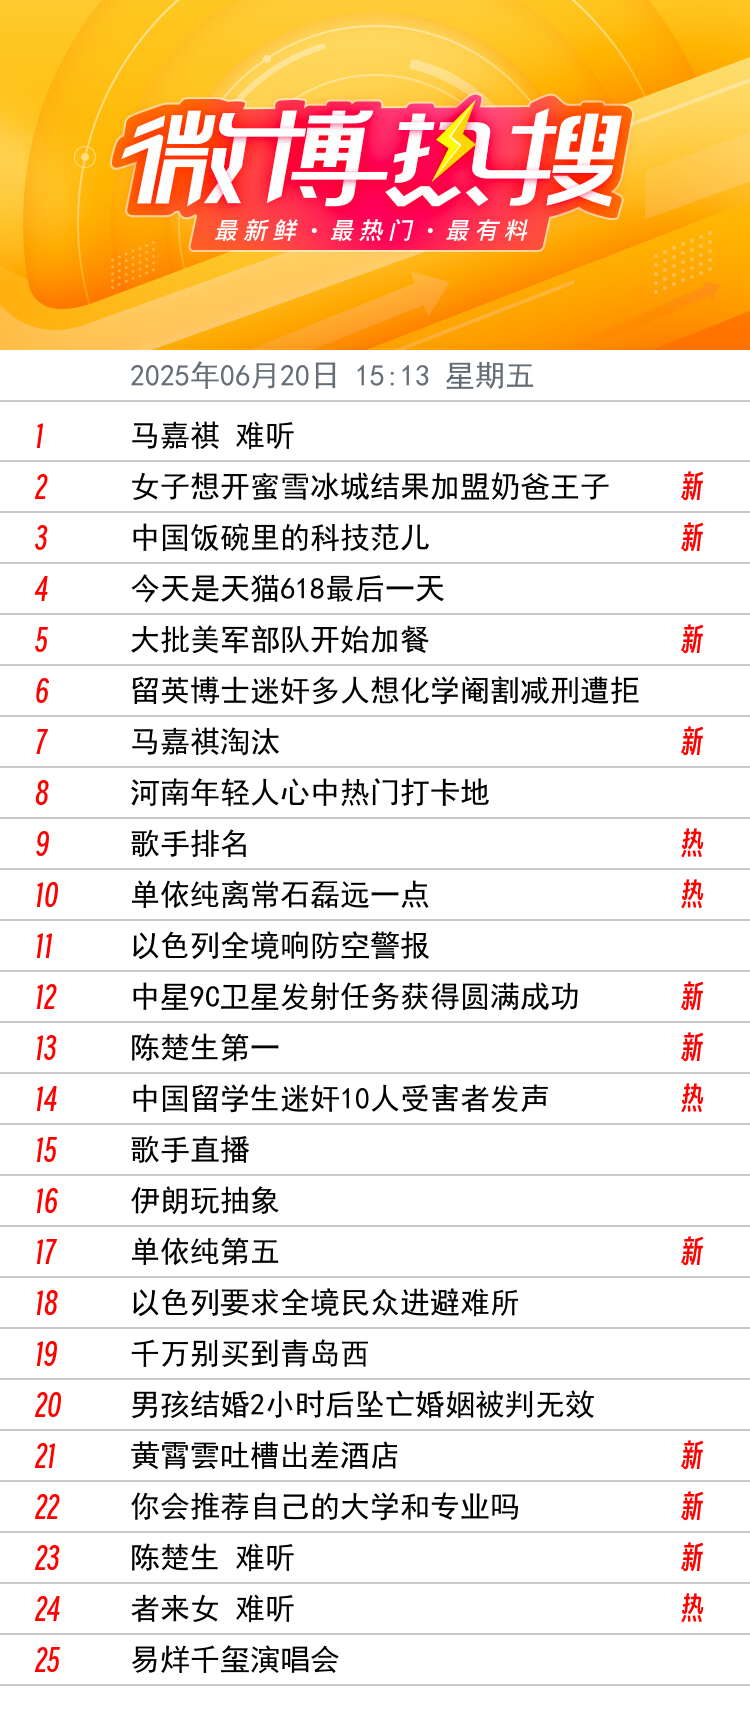 微博热搜
最新鲜·最热门·最有料
2025年06月20日 15:13 星期五
1 马嘉祺 难听
2 女子想开蜜雪冰城结果加盟奶爸王子 新
3 中国饭碗里的科技范儿 新
4 今天是天猫618最后一天
5 大批美军部队开始加餐 新
6 留英博士迷奸多人想化学阉割减刑遭拒
7 马嘉祺淘汰 新
8 河南年轻人心中热门打卡地
9 歌手排名 热
10 单依纯离常石磊远一点 热
11 以色列全境响防空警报
12 中星9C卫星发射任务获得圆满成功 新
13 陈楚生第一 新
14 中国留学生迷奸10人受害者发声 热
15 歌手直播
16 伊朗玩抽象
17 单依纯第五 新
18 以色列要求全境民众进避难所
19 千万别买到青岛西
20 男孩结婚2小时后坠亡婚姻被判无效
21 黄霄雲吐槽出差酒店 新
22 你会推荐自己的大学和专业吗 新
23 陈楚生 难听 新
24 者来女 难听 热
25 易烊千玺演唱会